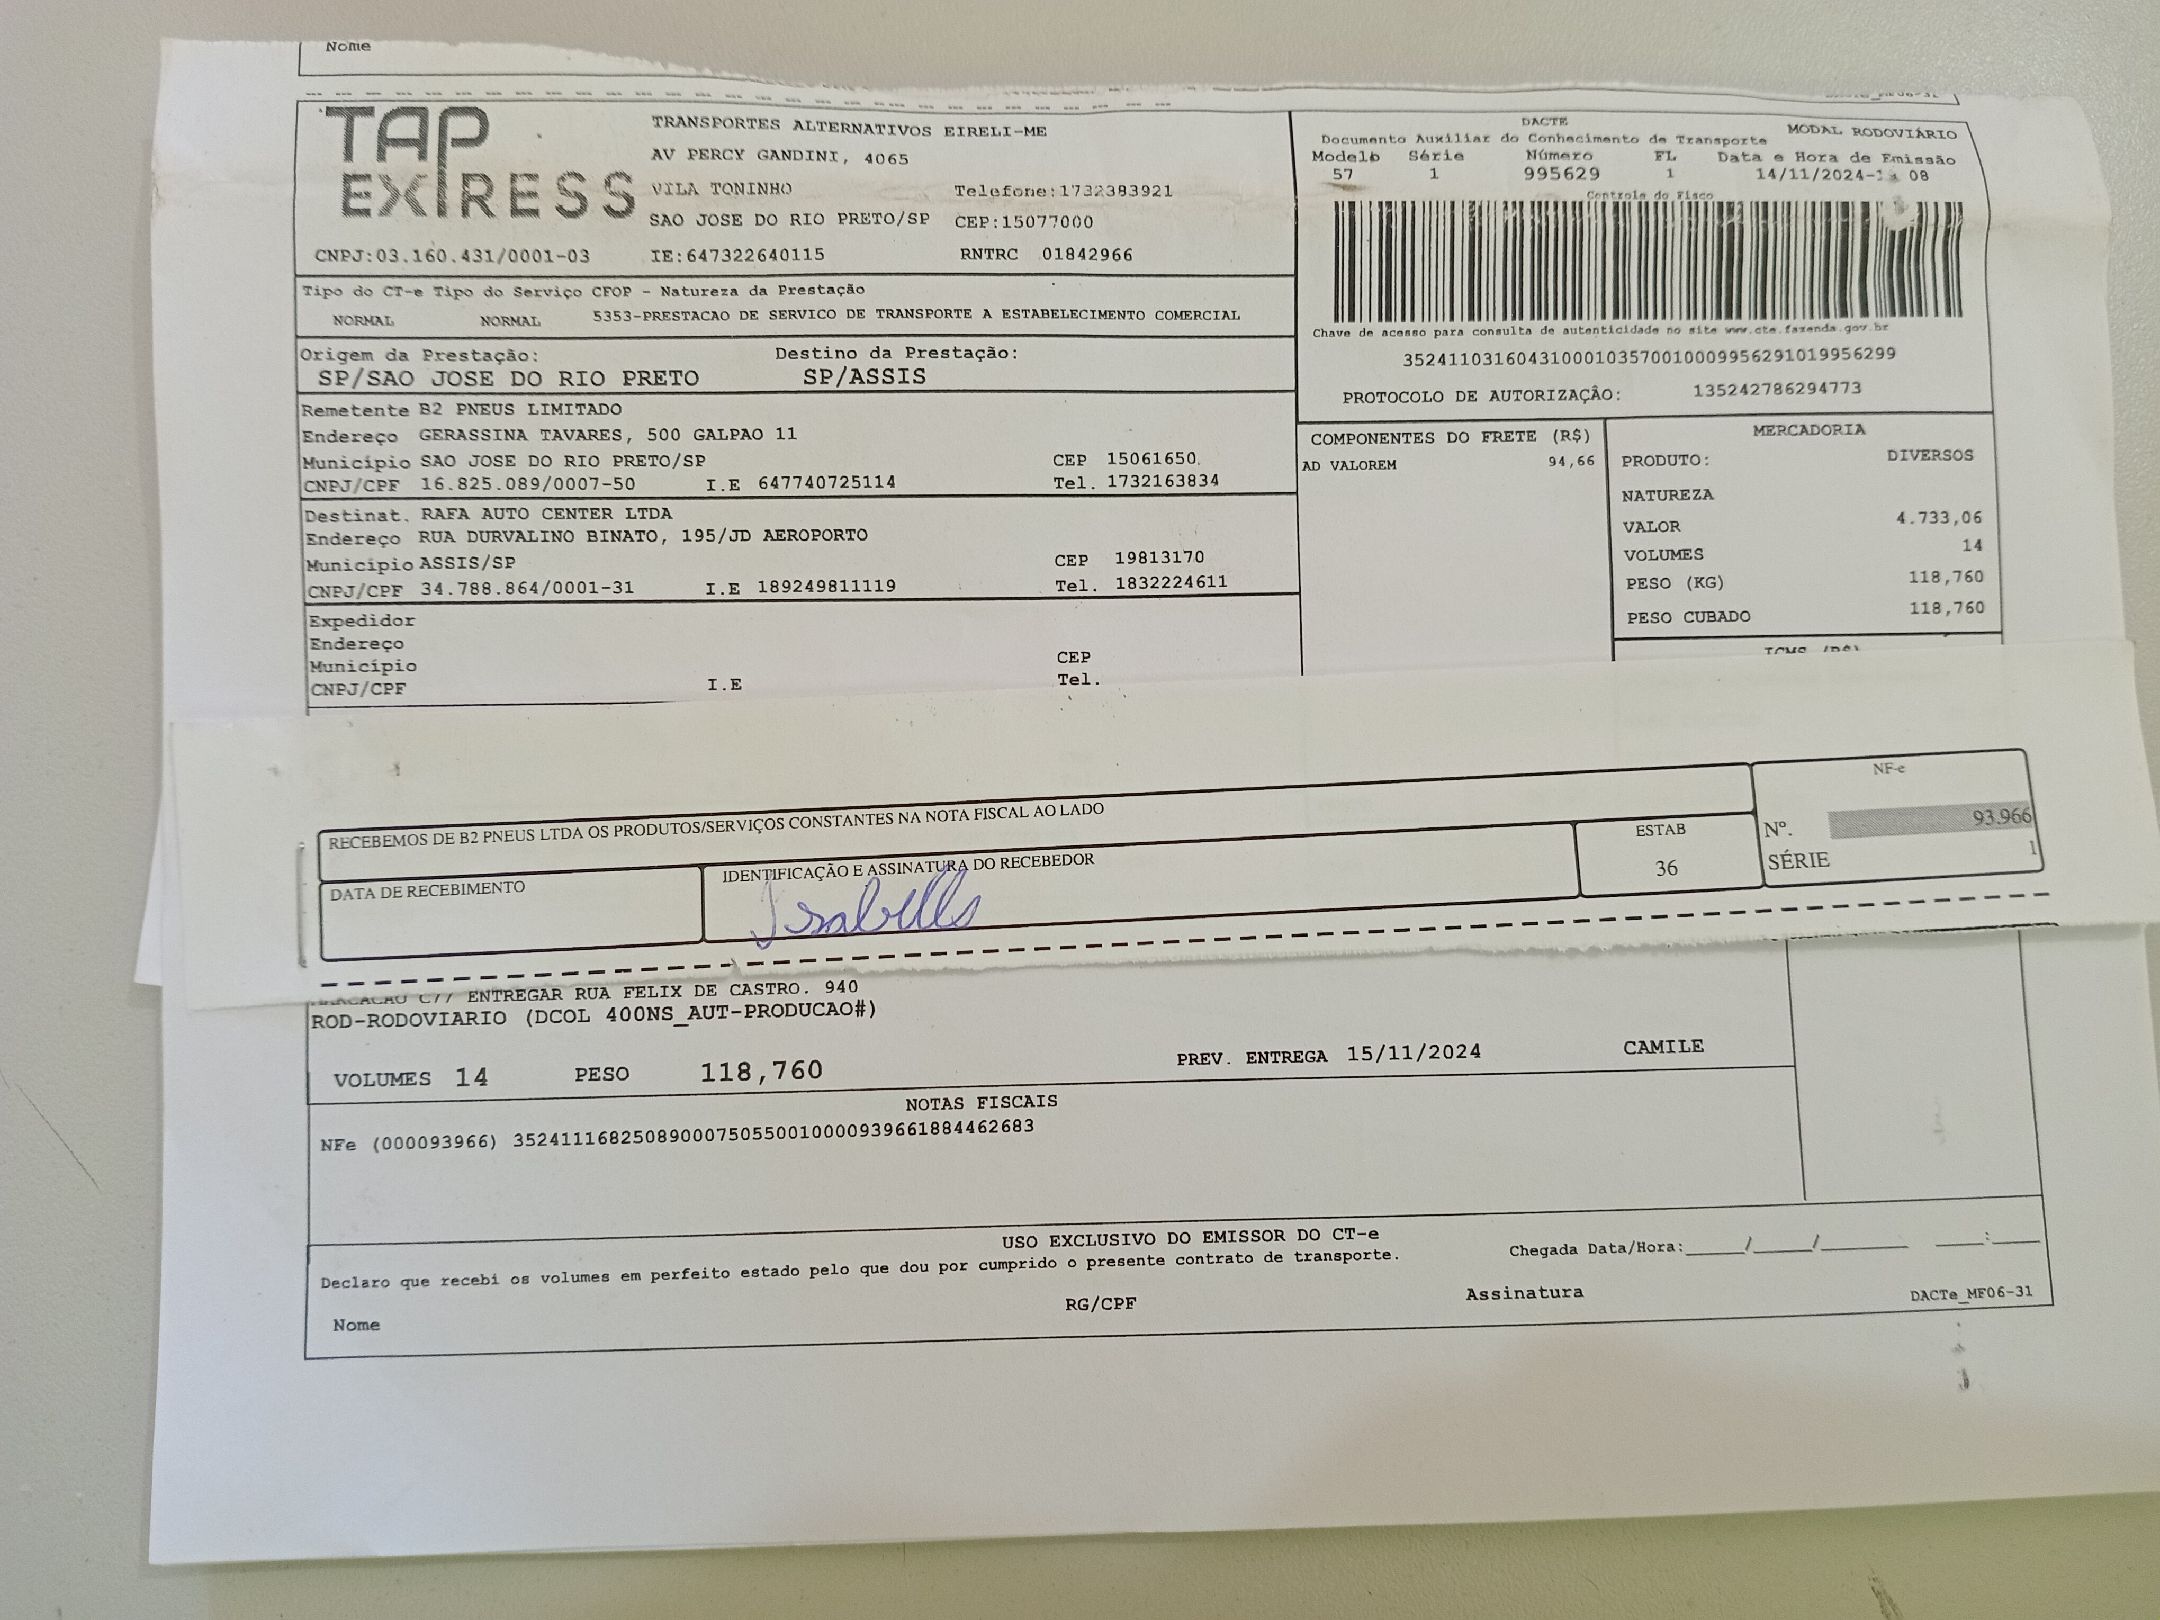 Nome
TAP EXPRESS
TRANSPORTES ALTERNATIVOS EIRELI-ME
AV PERCY GANDINI, 4065
VILA TONINHO Telefone:1732383921
SAO JOSE DO RIO PRETO/SP CEP:15077000
CNPJ:03.160.431/0001-03 IE:647322640115 RNTRC 01842966
DACTE
Documento Auxiliar do Conhecimento de Transporte MODAL RODOVIÁRIO
Modelo Série Número FL Data e Hora de Emissão
57 1 995629 1 14/11/2024- 08
Controle do Fisco
Chave de acesso para consulta de autenticidade no site www.cte.fazenda.gov.br
35241103160431000103570010009956291019956299
PROTOCOLO DE AUTORIZAÇÂO: 135242786294773
Tipo do CT-e Tipo do Serviço CFOP - Natureza da Prestação
NORMAL NORMAL 5353-PRESTACAO DE SERVICO DE TRANSPORTE A ESTABELECIMENTO COMERCIAL
Origem da Prestação: Destino da Prestação:
SP/SAO JOSE DO RIO PRETO SP/ASSIS
Remetente B2 PNEUS LIMITADO
Endereço GERASSINA TAVARES, 500 GALPAO 11
Município SAO JOSE DO RIO PRETO/SP CEP 15061650
CNPJ/CPF 16.825.089/0007-50 I.E 647740725114 Tel. 1732163834
Destinat. RAFA AUTO CENTER LTDA
Endereço RUA DURVALINO BINATO, 195/JD AEROPORTO
Município ASSIS/SP CEP 19813170
CNPJ/CPF 34.788.864/0001-31 I.E 189249811119 Tel. 1832224611
Expedidor
Endereço
Município CEP
CNPJ/CPF I.E Tel.
COMPONENTES DO FRETE (R$)
AD VALOREM 94,66
MERCADORIA
PRODUTO: DIVERSOS
NATUREZA
VALOR 4.733,06
VOLUMES 14
PESO (KG) 118,760
PESO CUBADO 118,760
RECEBEMOS DE B2 PNEUS LTDA OS PRODUTOS/SERVIÇOS CONSTANTES NA NOTA FISCAL AO LADO
DATA DE RECEBIMENTO
IDENTIFICAÇÃO E ASSINATURA DO RECEBEDOR
Isabella
ESTAB
36
NF-e
Nº. 93.966
SÉRIE 1
C77 ENTREGAR RUA FELIX DE CASTRO. 940
ROD-RODOVIARIO (DCOL 400NS_AUT-PRODUCAO#)
VOLUMES 14 PESO 118,760 PREV. ENTREGA 15/11/2024 CAMILE
NOTAS FISCAIS
NFe (000093966) 35241116825089000750550010000939661884462683
USO EXCLUSIVO DO EMISSOR DO CT-e
Declaro que recebi os volumes em perfeito estado pelo que dou por cumprido o presente contrato de transporte. Chegada Data/Hora:____/____/______ ___:___
Nome RG/CPF Assinatura DACTe_MF06-31